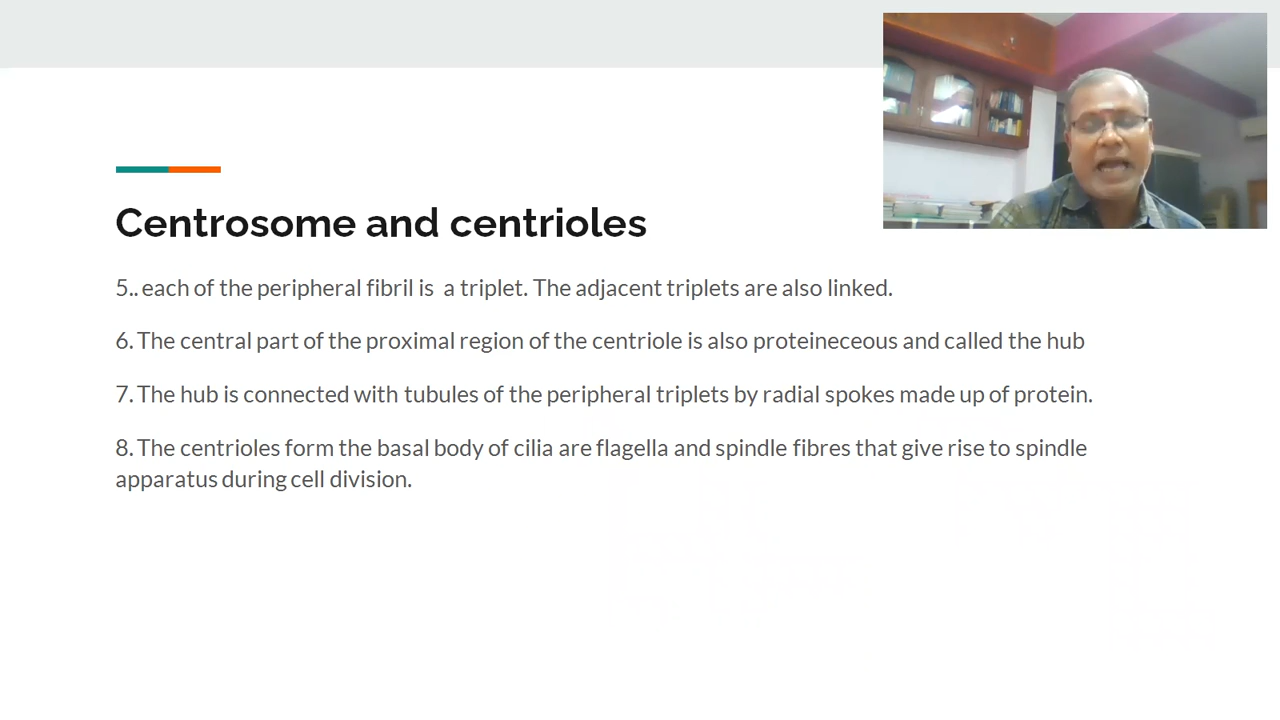 Centrosome and centrioles
5.. each of the peripheral fibril is  a triplet. The adjacent triplets are also linked.
6. The central part of the proximal region of the centriole is also proteineceous and called the hub
7. The hub is connected with tubules of the peripheral triplets by radial spokes made up of protein.
8. The centrioles form the basal body of cilia are flagella and spindle fibres that give rise to spindle
apparatus during cell division.